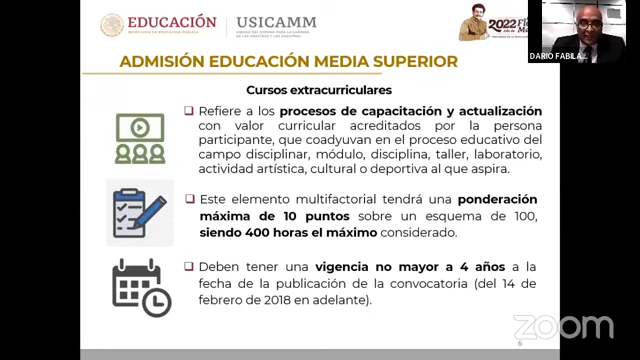 EDUCACIÓN
SECRETARÍA DE EDUCACIÓN PÚBLICA
USICAMM
UNIDAD DEL SISTEMA PARA LA CARRERA
DE LAS MAESTRAS Y LOS MAESTROS
2022
DARIO FABILA
ADMISIÓN EDUCACIÓN MEDIA SUPERIOR
Cursos extracurriculares
Refiere a los procesos de capacitación y actualización
con valor curricular acreditados por la persona
participante, que coadyuvan en el proceso educativo del
campo disciplinar, módulo, disciplina, taller, laboratorio,
actividad artística, cultural o deportiva al que aspira.
Este elemento multifactorial tendrá una ponderación
máxima de 10 puntos sobre un esquema de 100,
siendo 400 horas el máximo considerado.
Deben tener una vigencia no mayor a 4 años a la
fecha de la publicación de la convocatoria (del 14 de
febrero de 2018 en adelante).
6
zoom